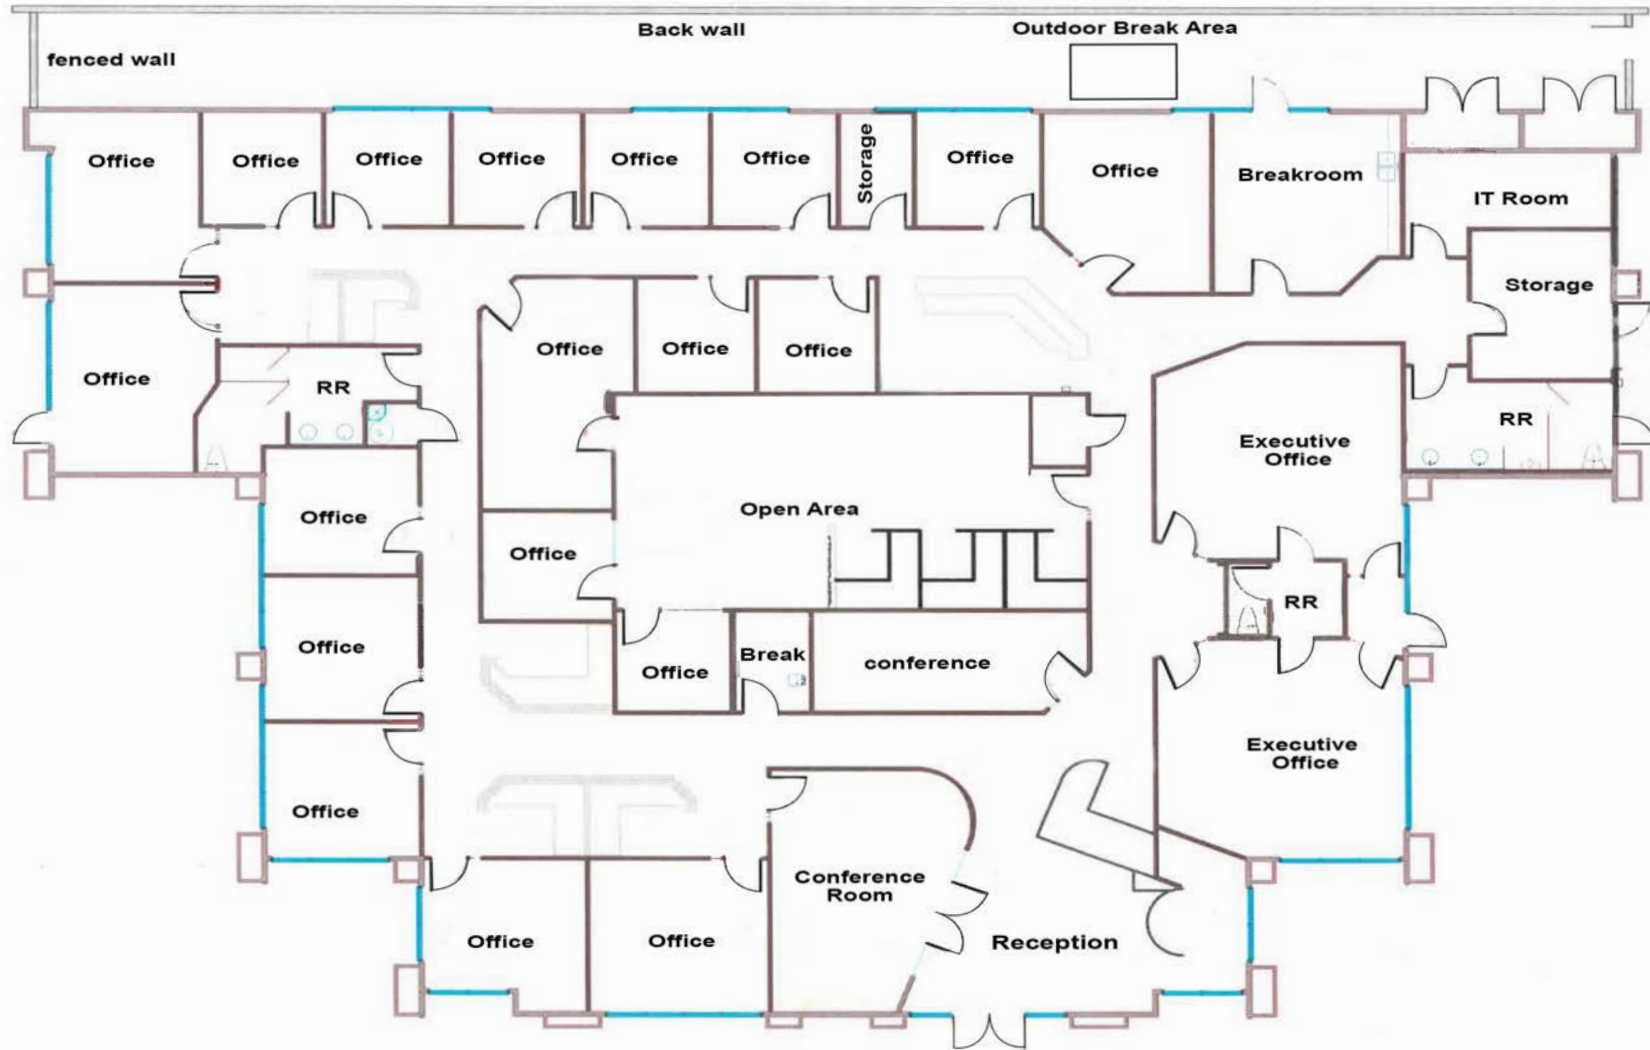 Back wall
Outdoor Break Area
fenced wall
Office
Office
Office
Office
Office
Office
Storage
Office
Office
Breakroom
IT Room
Storage
Office
Office
Office
Office
RR
RR
Executive
Office
Office
Open Area
Office
Office
RR
Office
Break
conference
Executive
Office
Office
Conference
Room
Office
Office
Reception